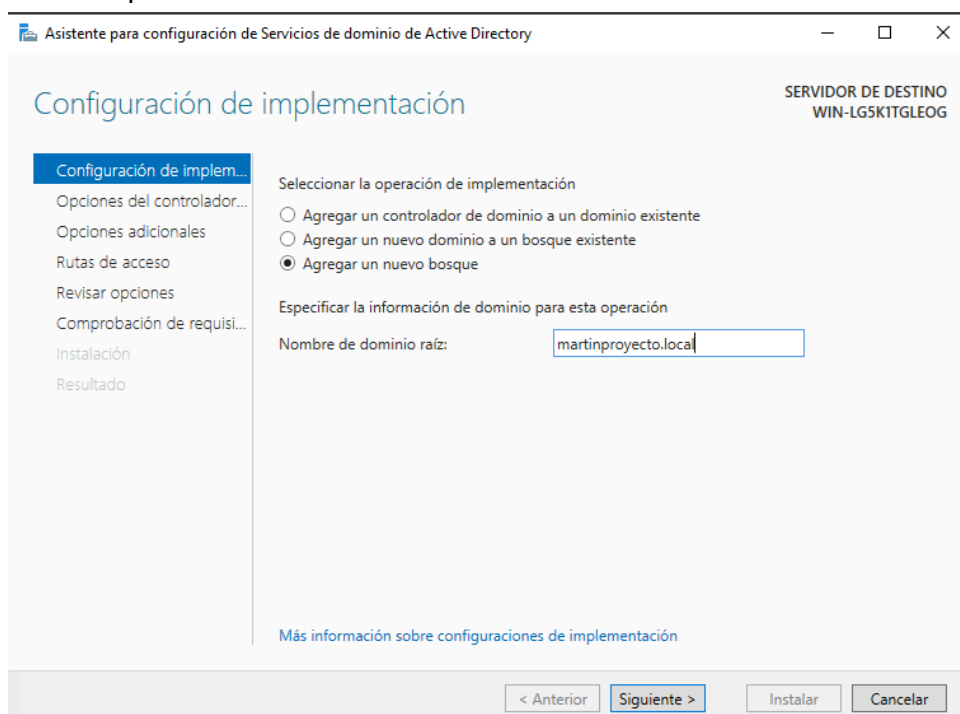 Asistente para configuración de Servicios de dominio de Active Directory
Configuración de implementación
SERVIDOR DE DESTINO
WIN-LG5K1TGLEOG
Configuración de implem...
Opciones del controlador...
Opciones adicionales
Rutas de acceso
Revisar opciones
Comprobación de requisi...
Instalación
Resultado
Seleccionar la operación de implementación
Agregar un controlador de dominio a un dominio existente
Agregar un nuevo dominio a un bosque existente
Agregar un nuevo bosque
Especificar la información de dominio para esta operación
Nombre de dominio raíz: martinproyecto.local
Más información sobre configuraciones de implementación
< Anterior Siguiente > Instalar Cancelar